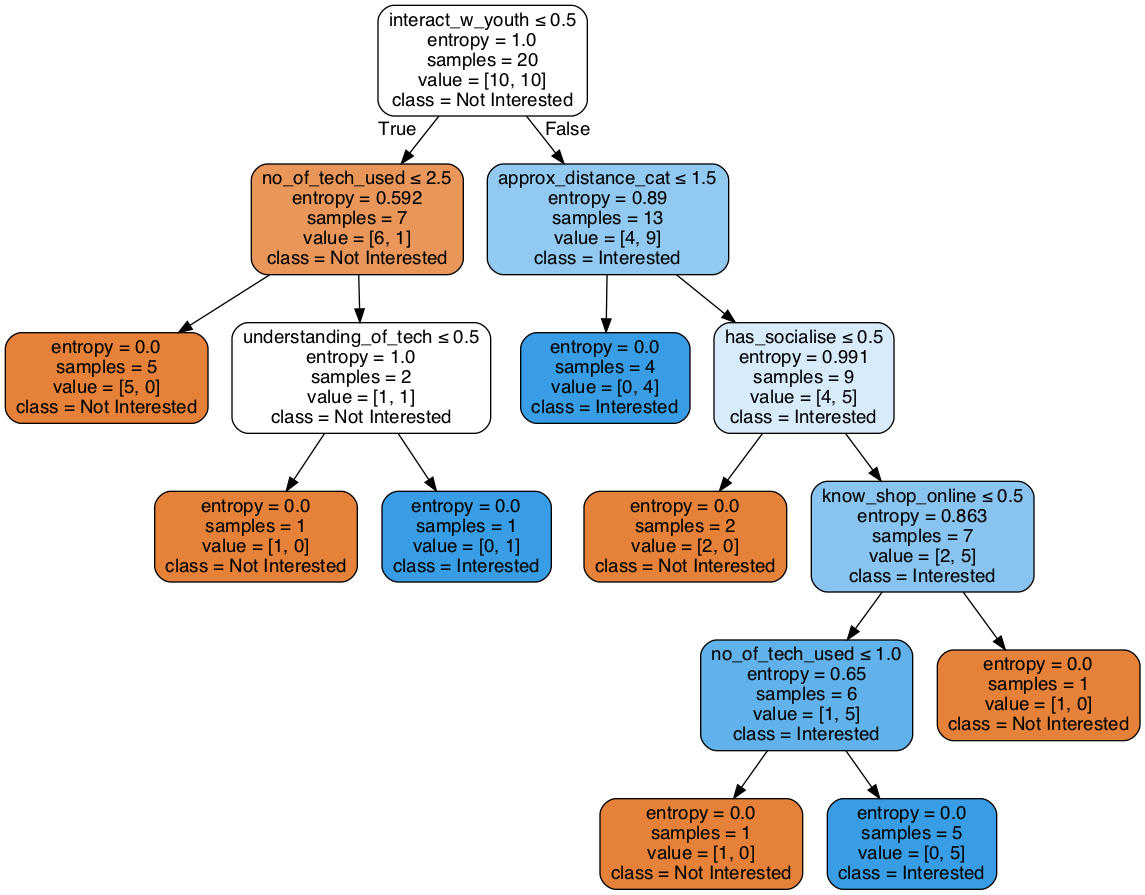 interact_w_youth ≤ 0.5
entropy = 1.0
samples = 20
value = [10, 10]
class = Not Interested
True
False
no_of_tech_used ≤ 2.5
entropy = 0.592
samples = 7
value = [6, 1]
class = Not Interested
approx_distance_cat ≤ 1.5
entropy = 0.89
samples = 13
value = [4, 9]
class = Interested
entropy = 0.0
samples = 5
value = [5, 0]
class = Not Interested
understanding_of_tech ≤ 0.5
entropy = 1.0
samples = 2
value = [1, 1]
class = Not Interested
entropy = 0.0
samples = 4
value = [0, 4]
class = Interested
has_socialise ≤ 0.5
entropy = 0.991
samples = 9
value = [4, 5]
class = Interested
entropy = 0.0
samples = 1
value = [1, 0]
class = Not Interested
entropy = 0.0
samples = 1
value = [0, 1]
class = Interested
entropy = 0.0
samples = 2
value = [2, 0]
class = Not Interested
know_shop_online ≤ 0.5
entropy = 0.863
samples = 7
value = [2, 5]
class = Interested
no_of_tech_used ≤ 1.0
entropy = 0.65
samples = 6
value = [1, 5]
class = Interested
entropy = 0.0
samples = 1
value = [1, 0]
class = Not Interested
entropy = 0.0
samples = 1
value = [1, 0]
class = Not Interested
entropy = 0.0
samples = 5
value = [0, 5]
class = Interested